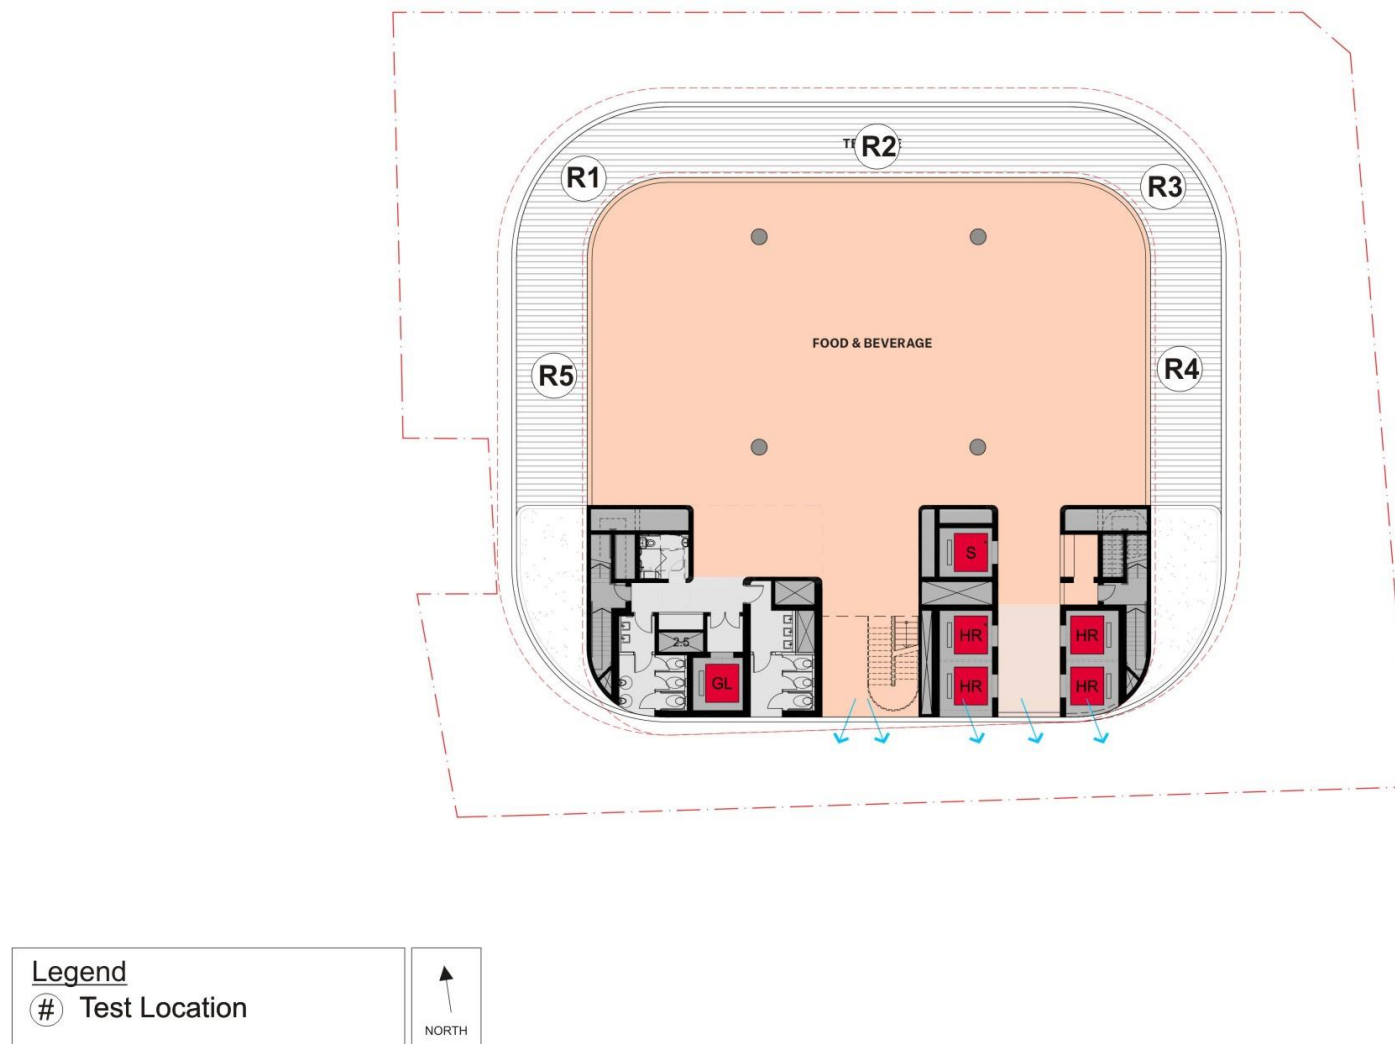 R2
R1
R3
FOOD & BEVERAGE
R5
R4
S
HR
HR
2-5
GL
HR
HR
Legend
# Test Location
NORTH